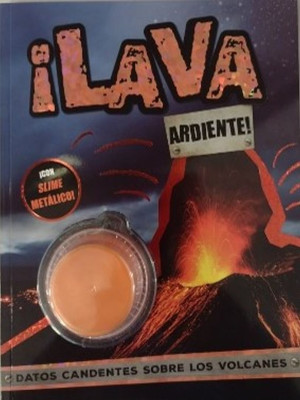 ¡LAVA
ARDIENTE!
¡CON
SLIME
METÁLICO!
DATOS CANDENTES SOBRE LOS VOLCANES